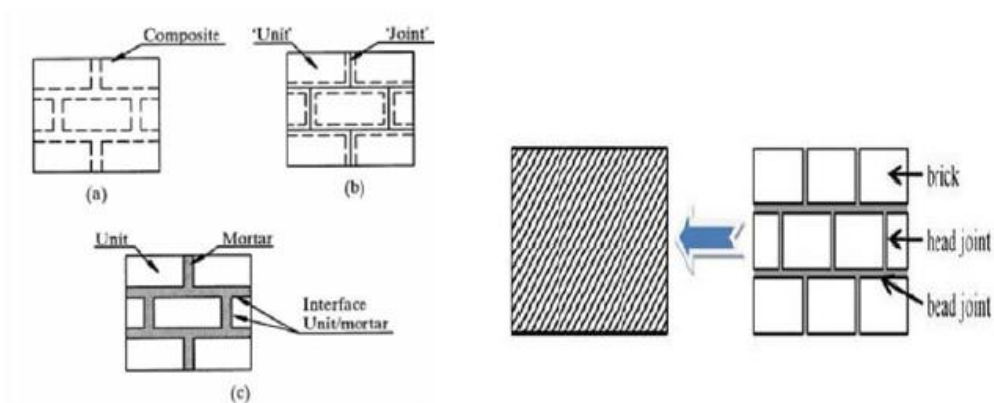 Composite
'Unit'
'Joint'
(a)
(b)
Unit
Mortar
Interface
Unit/mortar
(c)
brick
head joint
bead joint